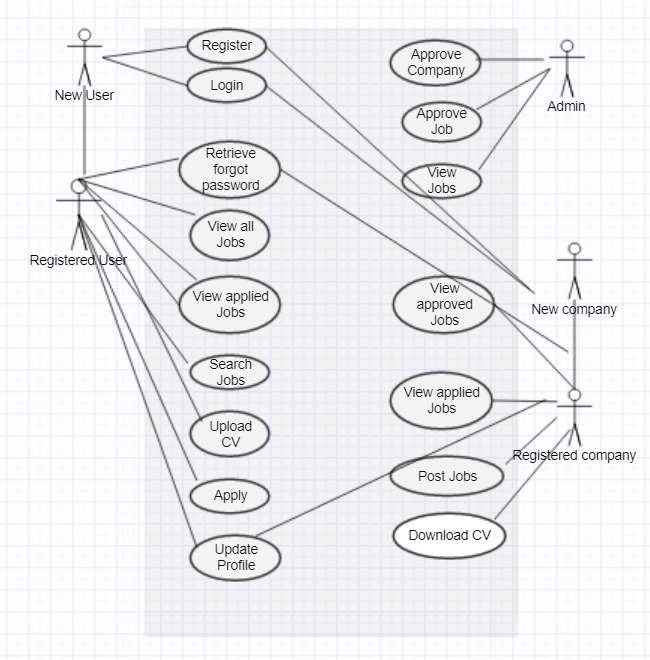 Register
New User
Login
Retrieve
forgot
password
Registered User
View all
Jobs
View applied
Jobs
Search
Jobs
Upload
CV
Apply
Update
Profile
Approve
Company
Admin
Approve
Job
View
Jobs
New company
View
approved
Jobs
View applied
Jobs
Registered company
Post Jobs
Download CV